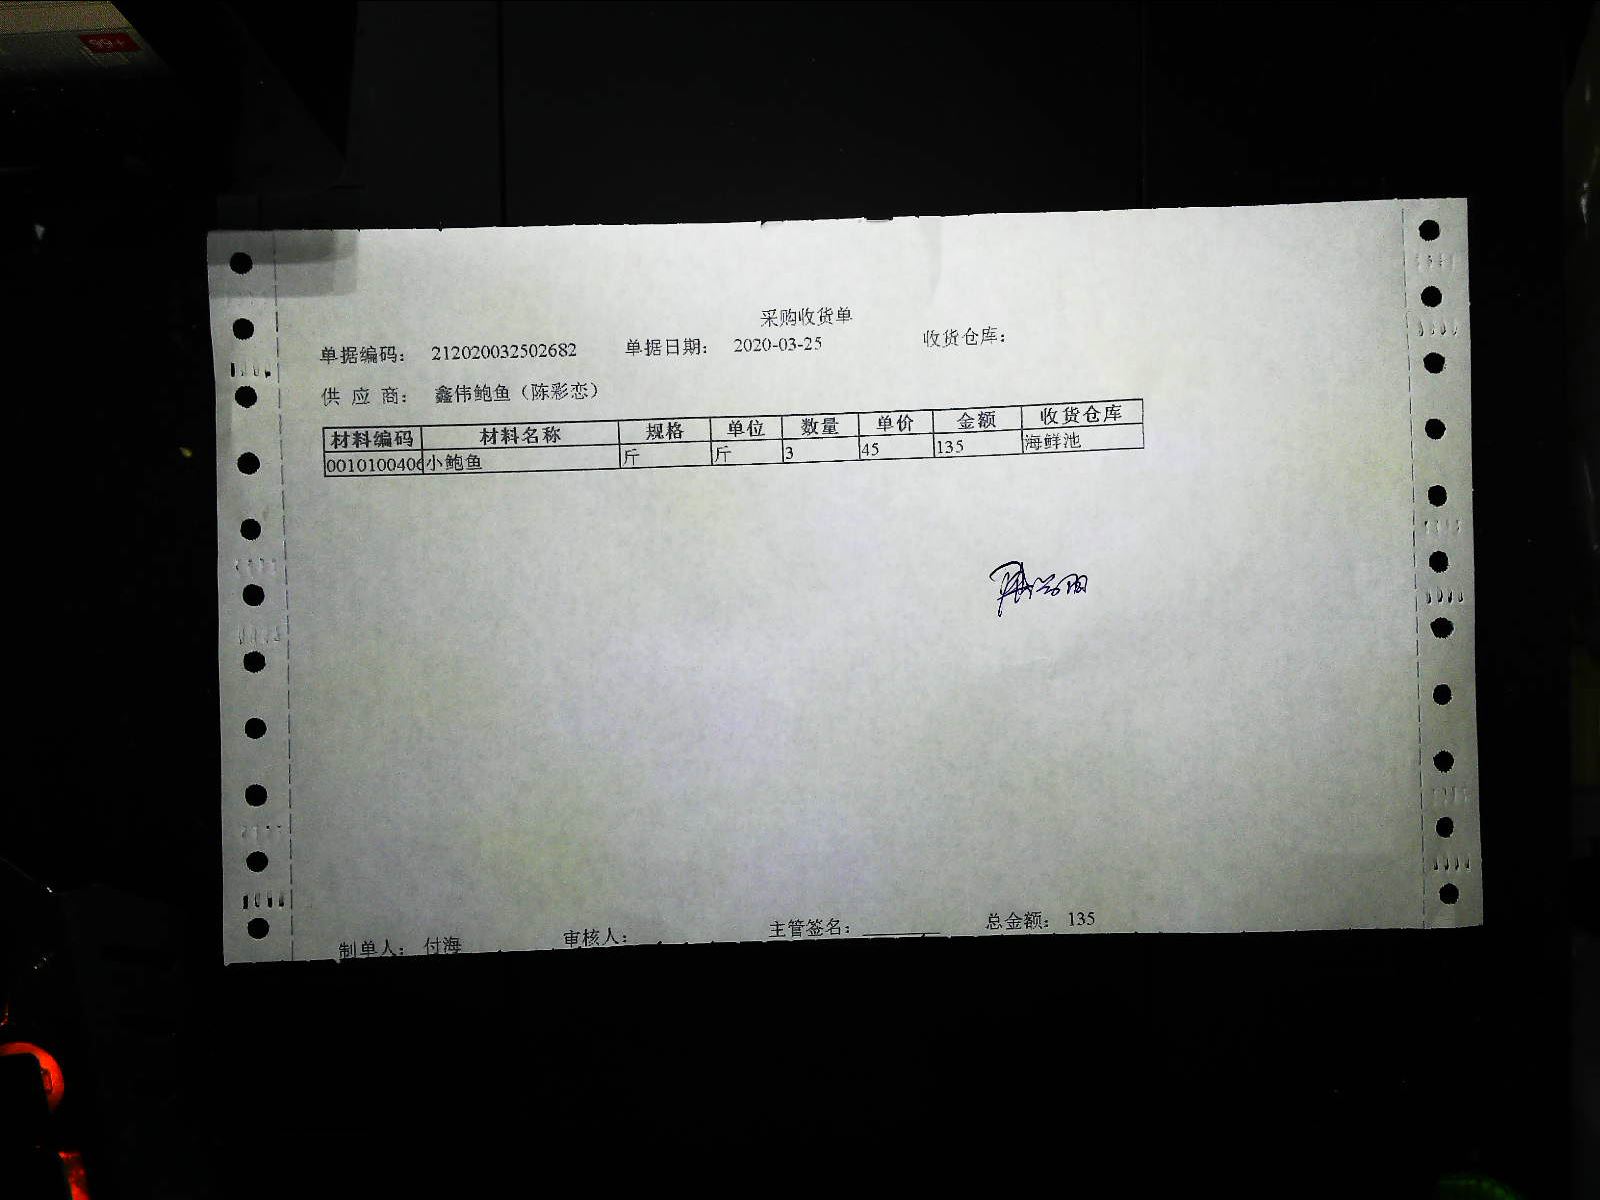 99+
采购收货单
单据编码： 212020032502682 单据日期： 2020-03-25 收货仓库：
供 应 商： 鑫伟鲍鱼（陈彩恋）
材料编码 材料名称 规格 单位 数量 单价 金额 收货仓库
0010100406 小鲍鱼 斤 斤 3 45 135 海鲜池
制单人： 付海 审核人： 主管签名： 总金额： 135